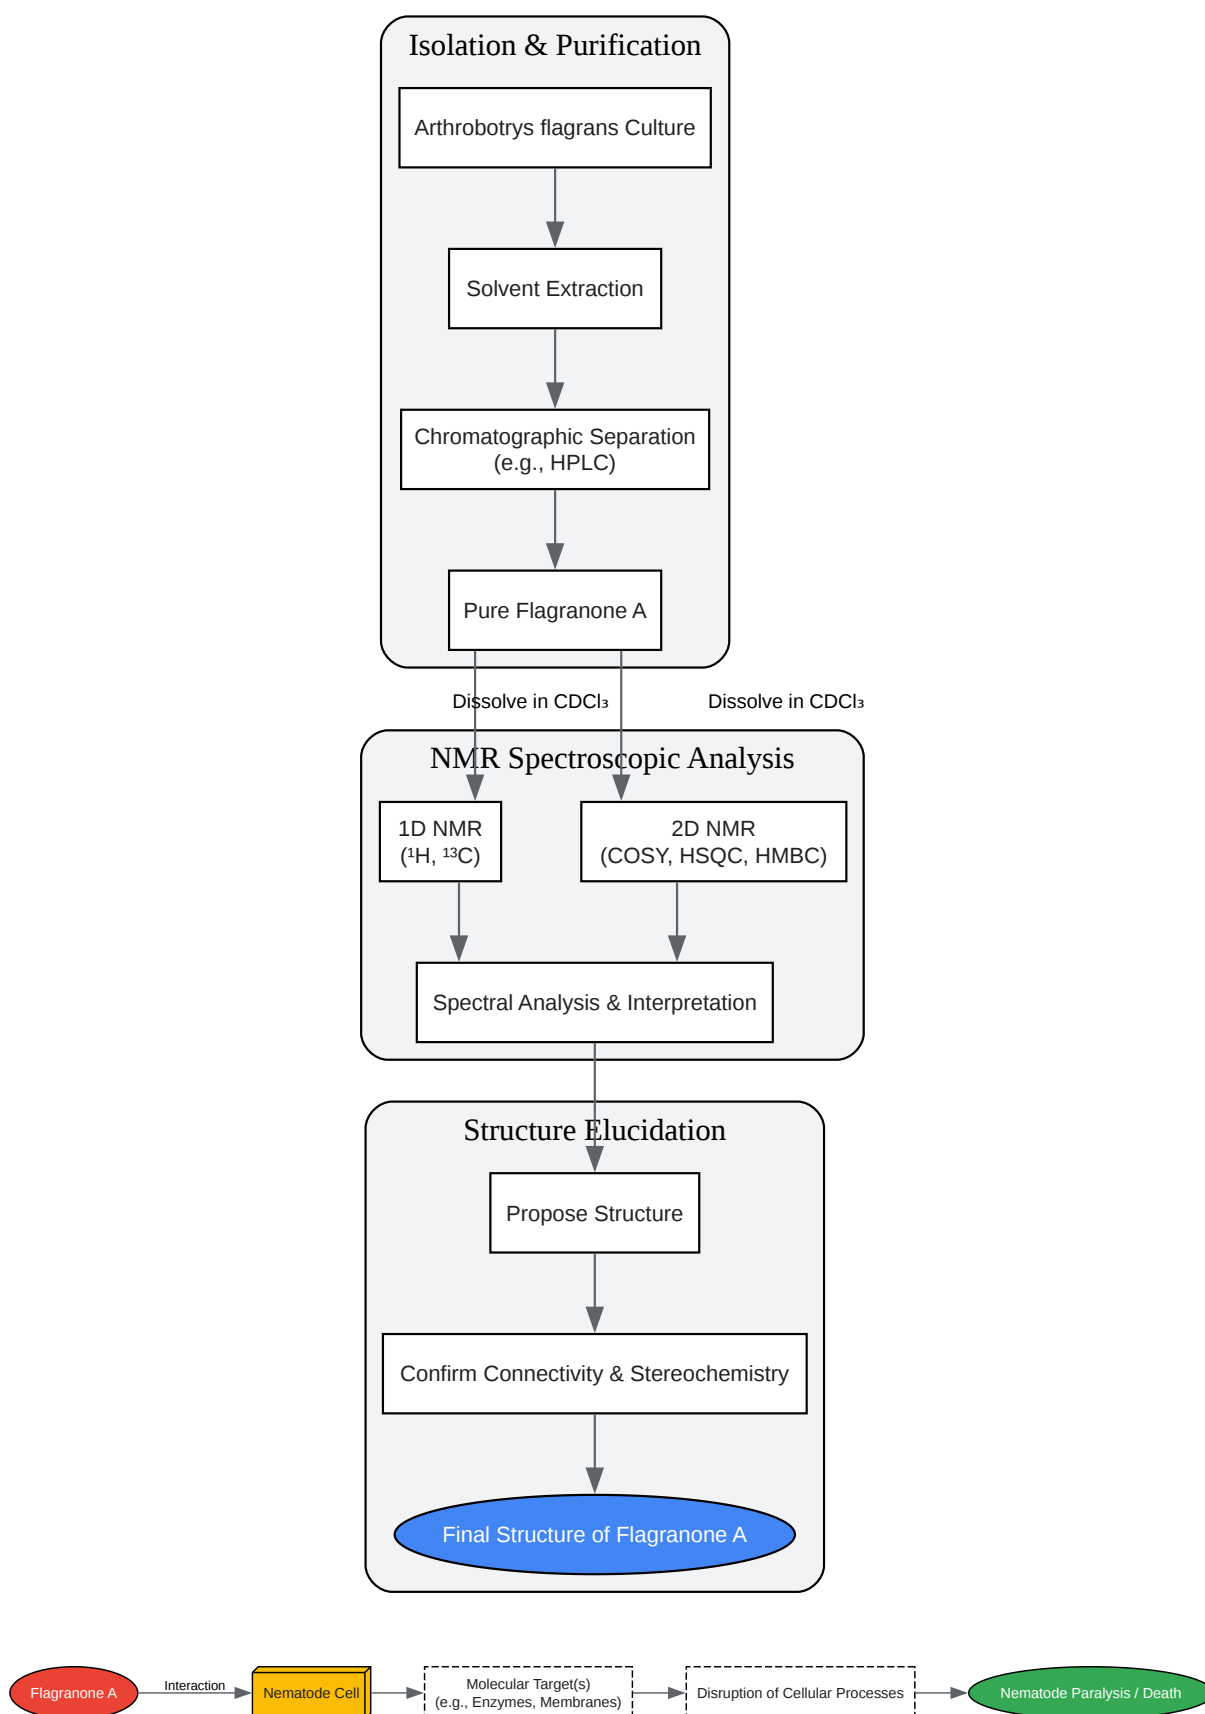 Isolation & Purification
Arthrobotrys flagrans Culture
Solvent Extraction
Chromatographic Separation
(e.g., HPLC)
Pure Flagranone A
Dissolve in CDCl₃
Dissolve in CDCl₃
NMR Spectroscopic Analysis
1D NMR
(¹H, ¹³C)
2D NMR
(COSY, HSQC, HMBC)
Spectral Analysis & Interpretation
Structure Elucidation
Propose Structure
Confirm Connectivity & Stereochemistry
Final Structure of Flagranone A
Flagranone A
Interaction
Nematode Cell
Molecular Target(s)
(e.g., Enzymes, Membranes)
Disruption of Cellular Processes
Nematode Paralysis / Death